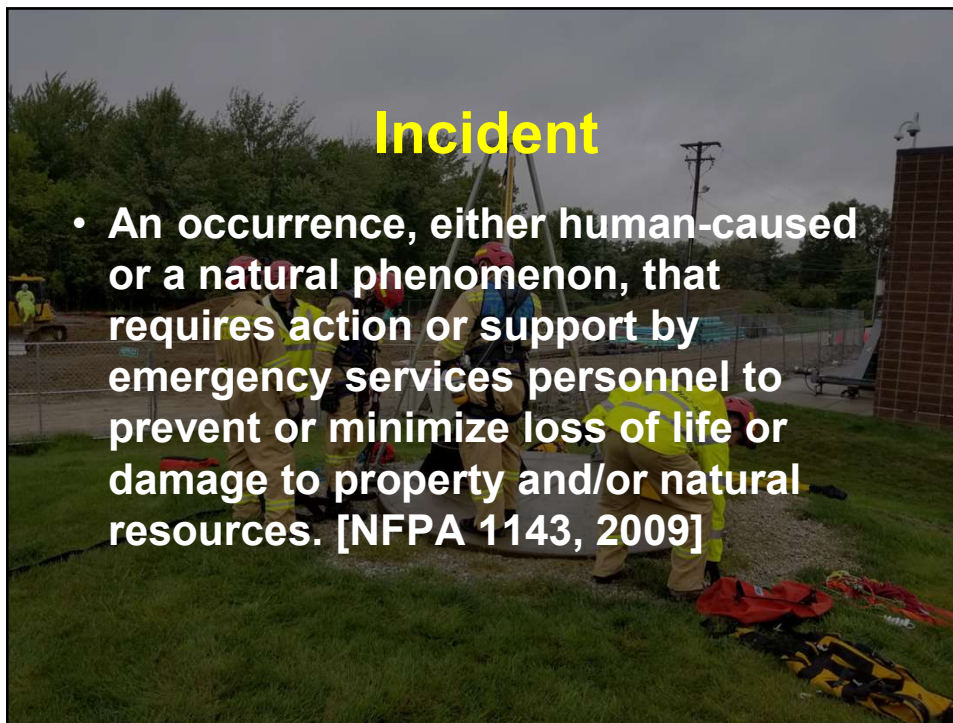 Incident
• An occurrence, either human-caused
or a natural phenomenon, that
requires action or support by
emergency services personnel to
prevent or minimize loss of life or
damage to property and/or natural
resources. [NFPA 1143, 2009]